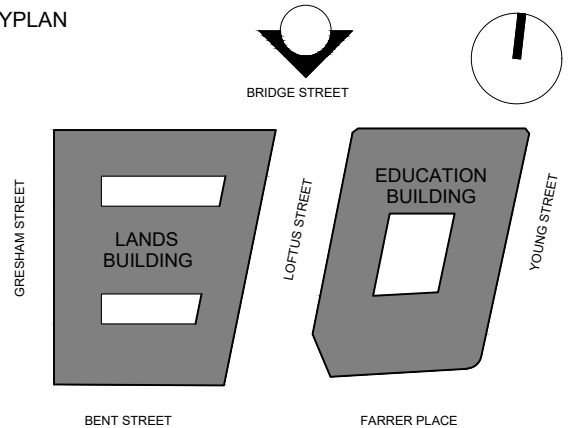 YPLAN
BRIDGE STREET
GRESHAM STREET
LANDS
BUILDING
LOFTUS STREET
EDUCATION
BUILDING
YOUNG STREET
BENT STREET
FARRER PLACE